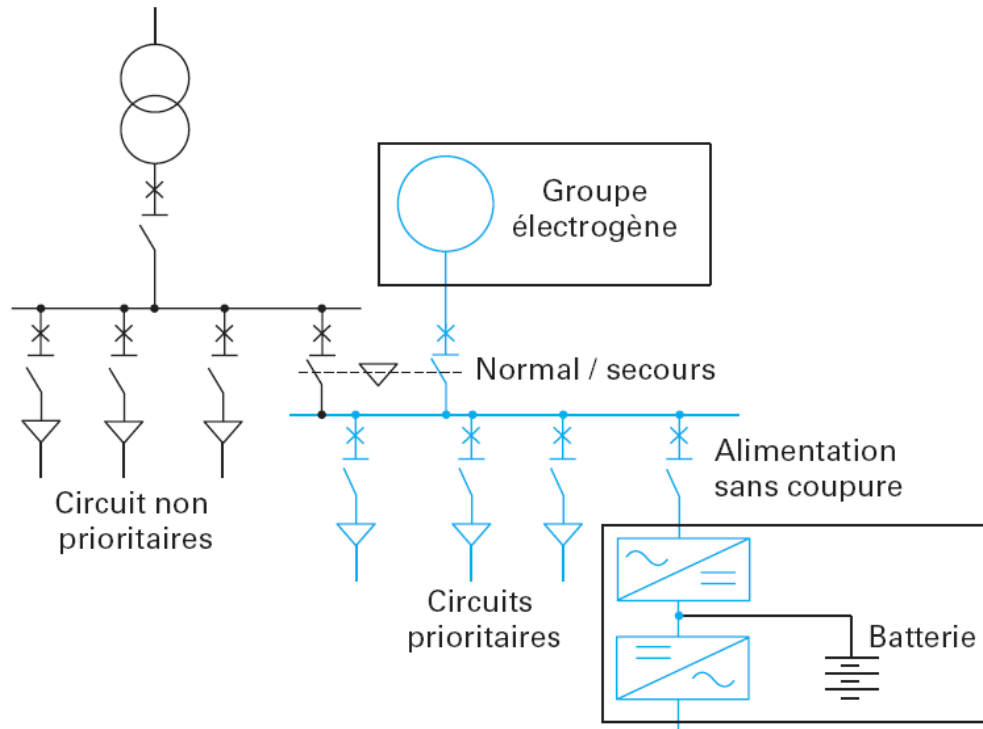 Groupe
électrogène
Normal / secours
Alimentation
sans coupure
Circuit non
prioritaires
Circuits
prioritaires
Batterie